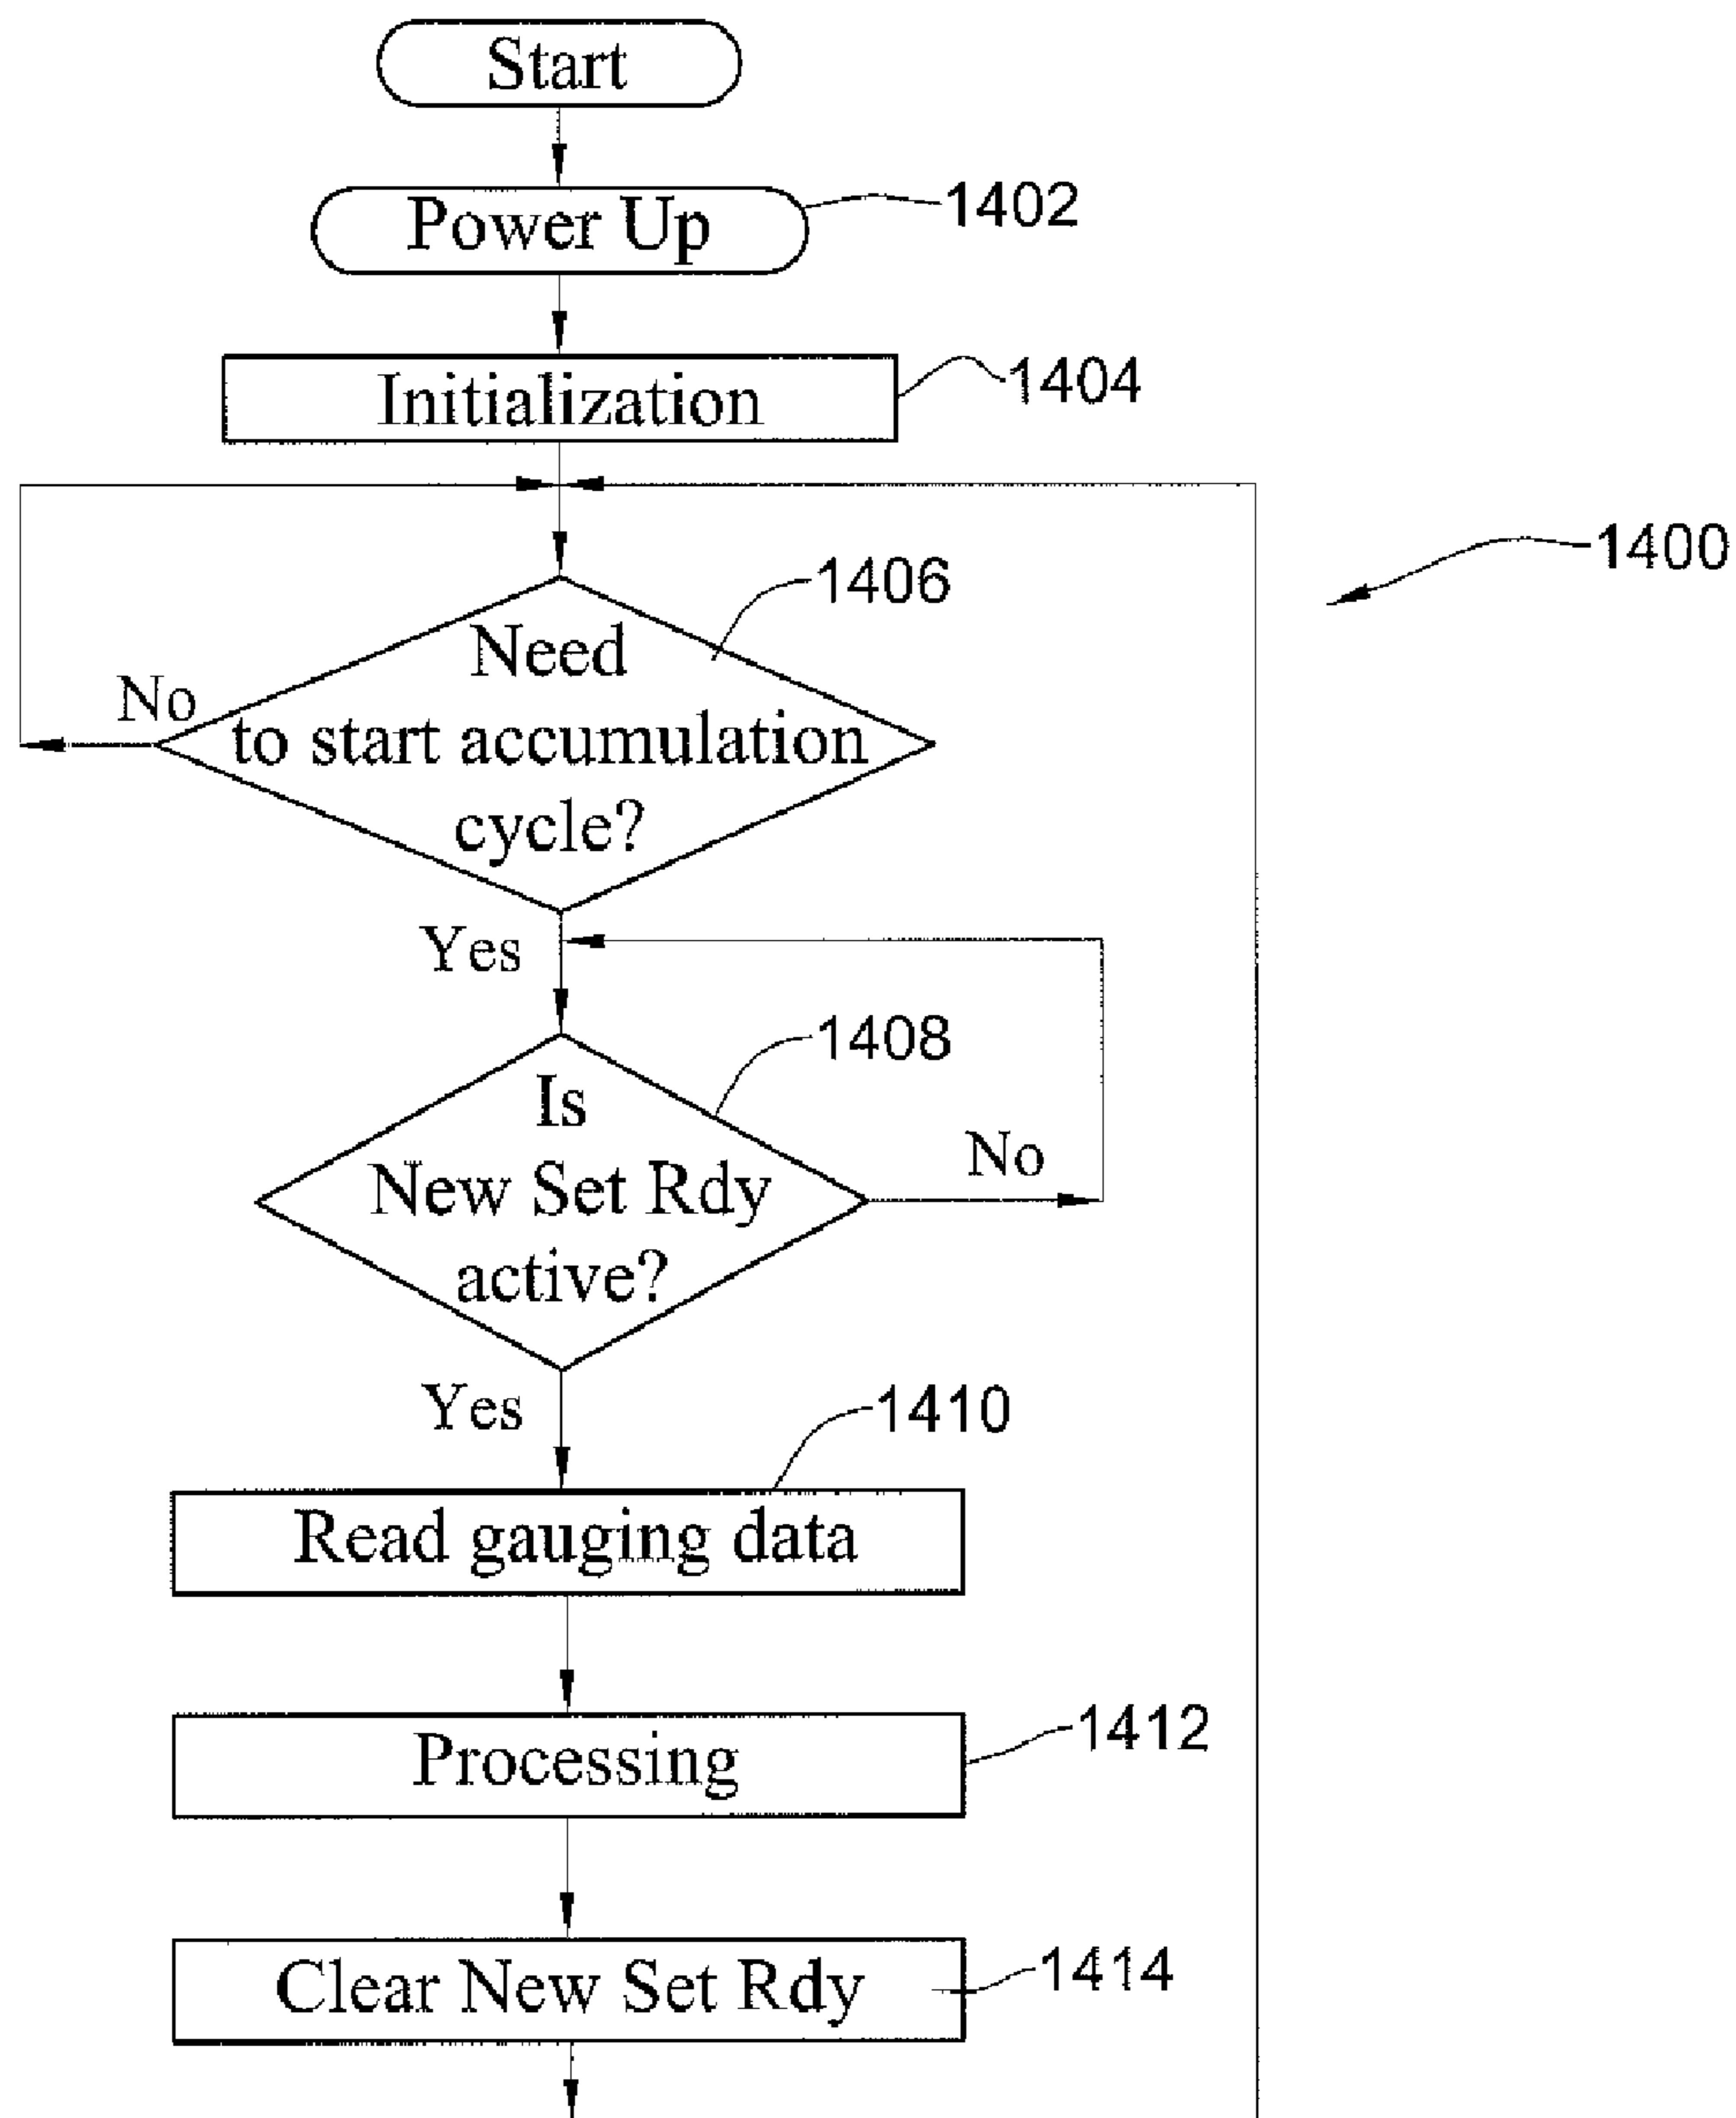 Start
Power Up
1402
Initialization
1404
1400
1406
Need
to start accumulation
cycle?
No
Yes
1408
Is
New Set Rdy
active?
No
Yes
1410
Read gauging data
Processing
1412
Clear New Set Rdy
1414